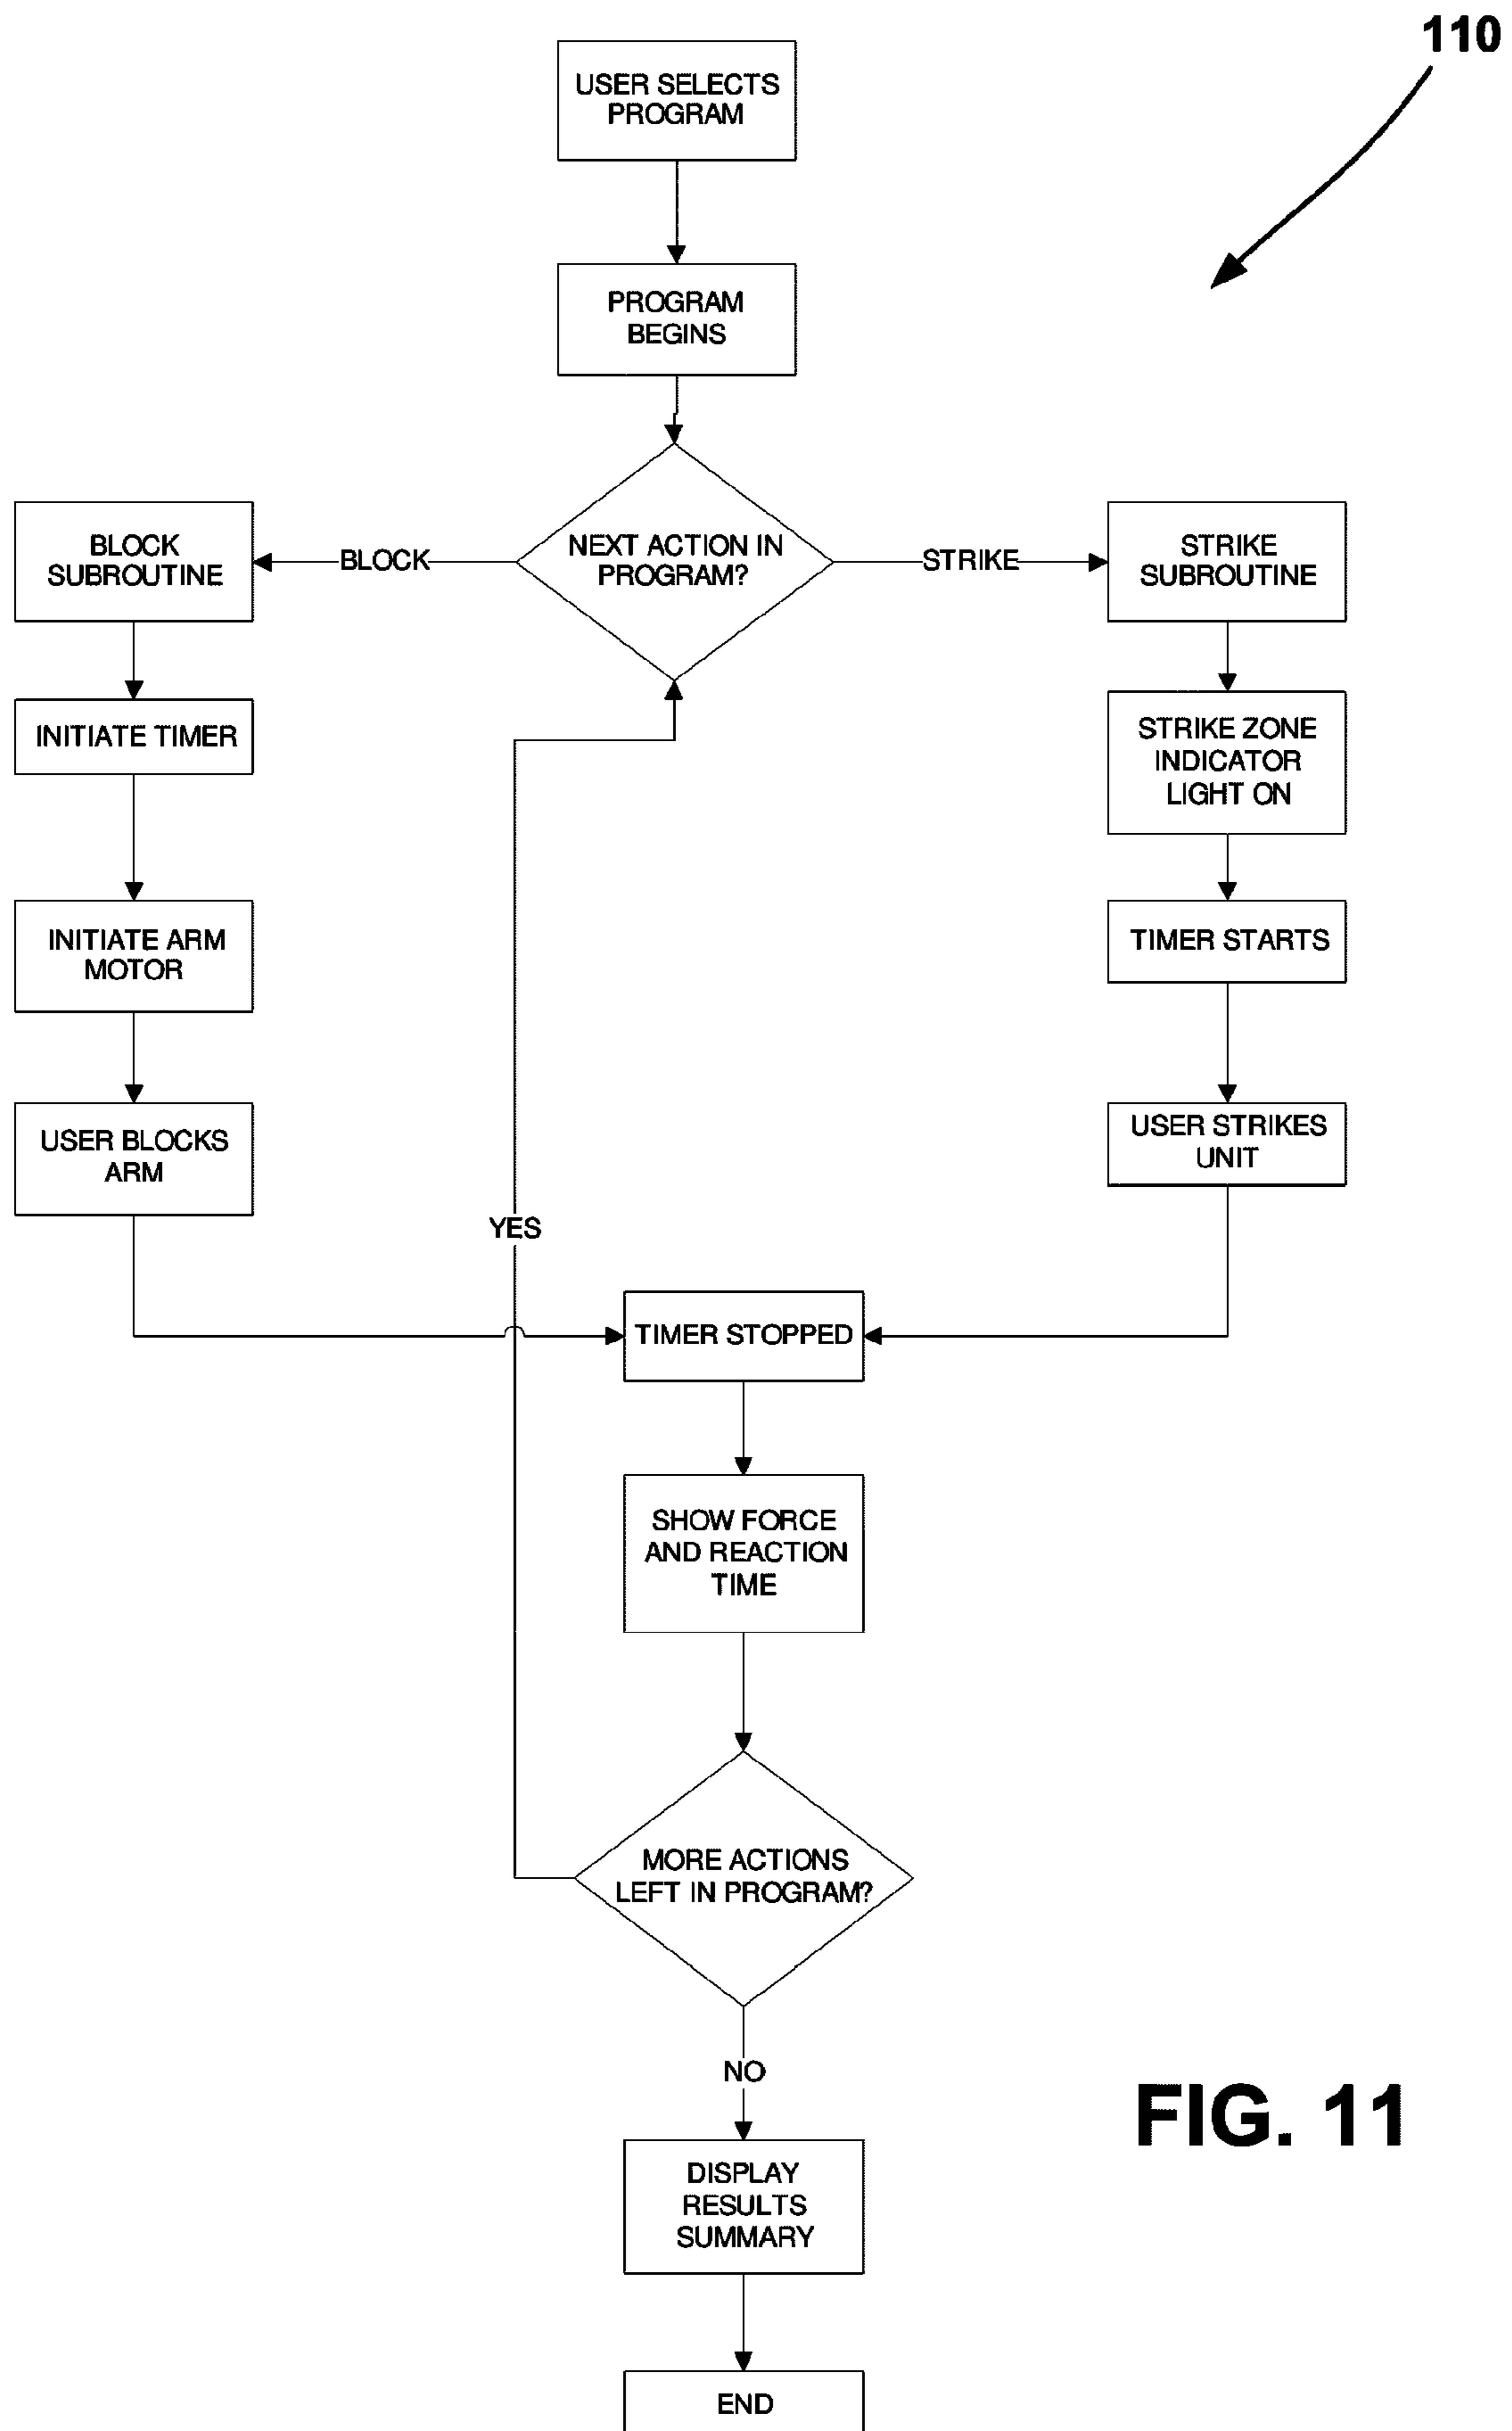 110
USER SELECTS
PROGRAM
PROGRAM
BEGINS
NEXT ACTION IN
PROGRAM?
BLOCK
STRIKE
BLOCK
SUBROUTINE
INITIATE TIMER
INITIATE ARM
MOTOR
USER BLOCKS
ARM
STRIKE
SUBROUTINE
STRIKE ZONE
INDICATOR
LIGHT ON
TIMER STARTS
USER STRIKES
UNIT
YES
TIMER STOPPED
SHOW FORCE
AND REACTION
TIME
MORE ACTIONS
LEFT IN PROGRAM?
NO
DISPLAY
RESULTS
SUMMARY
END
FIG. 11